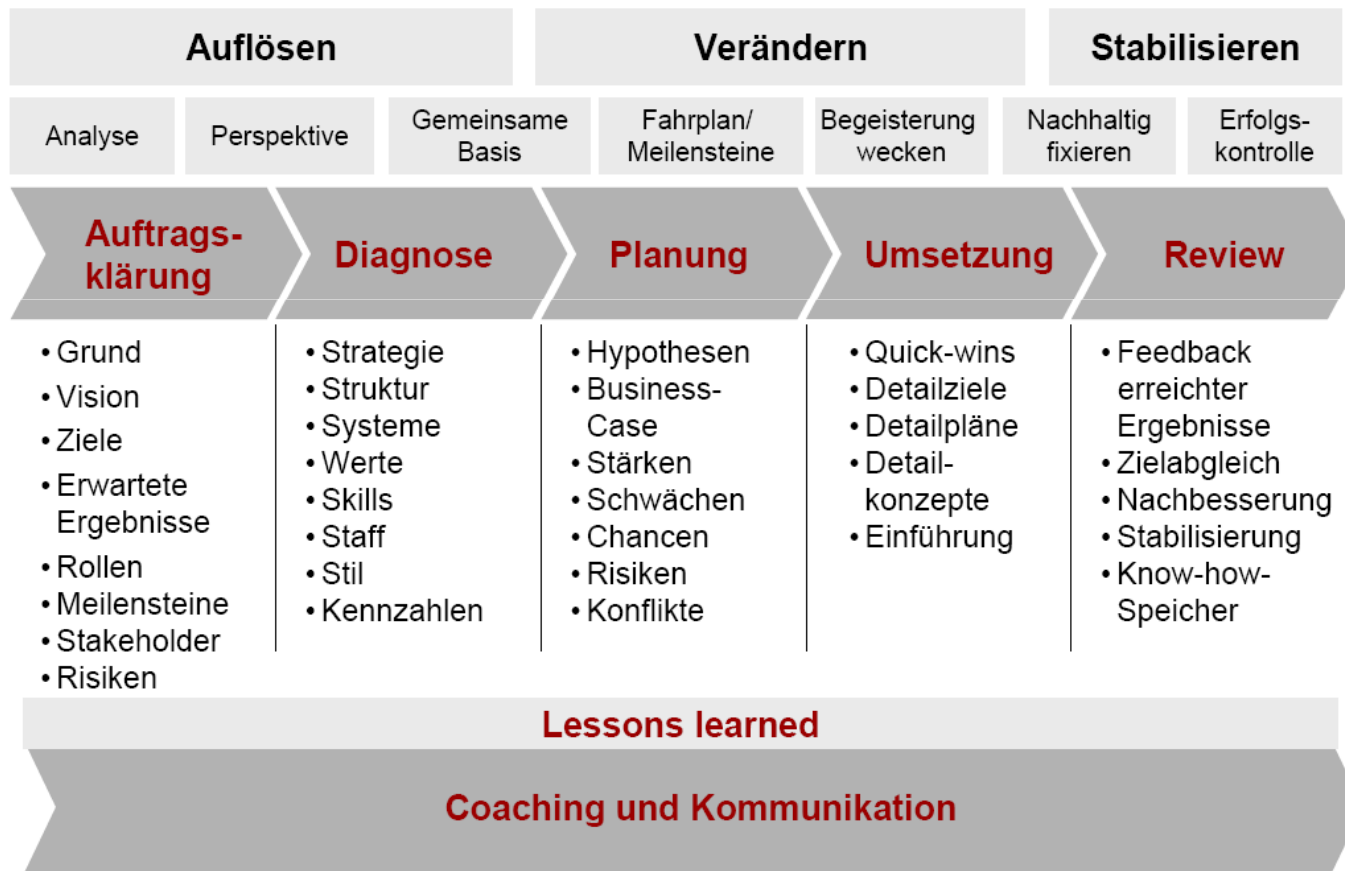 Auflösen
Verändern
Stabilisieren
Analyse
Perspektive
Gemeinsame
Basis
Fahrplan/
Meilensteine
Begeisterung
wecken
Nachhaltig
fixieren
Erfolgs-
kontrolle
Auftrags-
klärung
Diagnose
Planung
Umsetzung
Review
• Grund
• Vision
• Ziele
• Erwartete
Ergebnisse
• Rollen
• Meilensteine
• Stakeholder
• Risiken
• Strategie
• Struktur
• Systeme
• Werte
• Skills
• Staff
• Stil
• Kennzahlen
• Hypothesen
• Business-
Case
• Stärken
• Schwächen
• Chancen
• Risiken
• Konflikte
• Quick-wins
• Detailziele
• Detailpläne
• Detail-
konzepte
• Einführung
• Feedback
erreichter
Ergebnisse
• Zielabgleich
• Nachbesserung
• Stabilisierung
• Know-how-
Speicher
Lessons learned
Coaching und Kommunikation